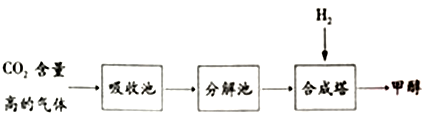 H₂
CO₂ 含量
高的气体
吸收池
分解池
合成塔
甲醇